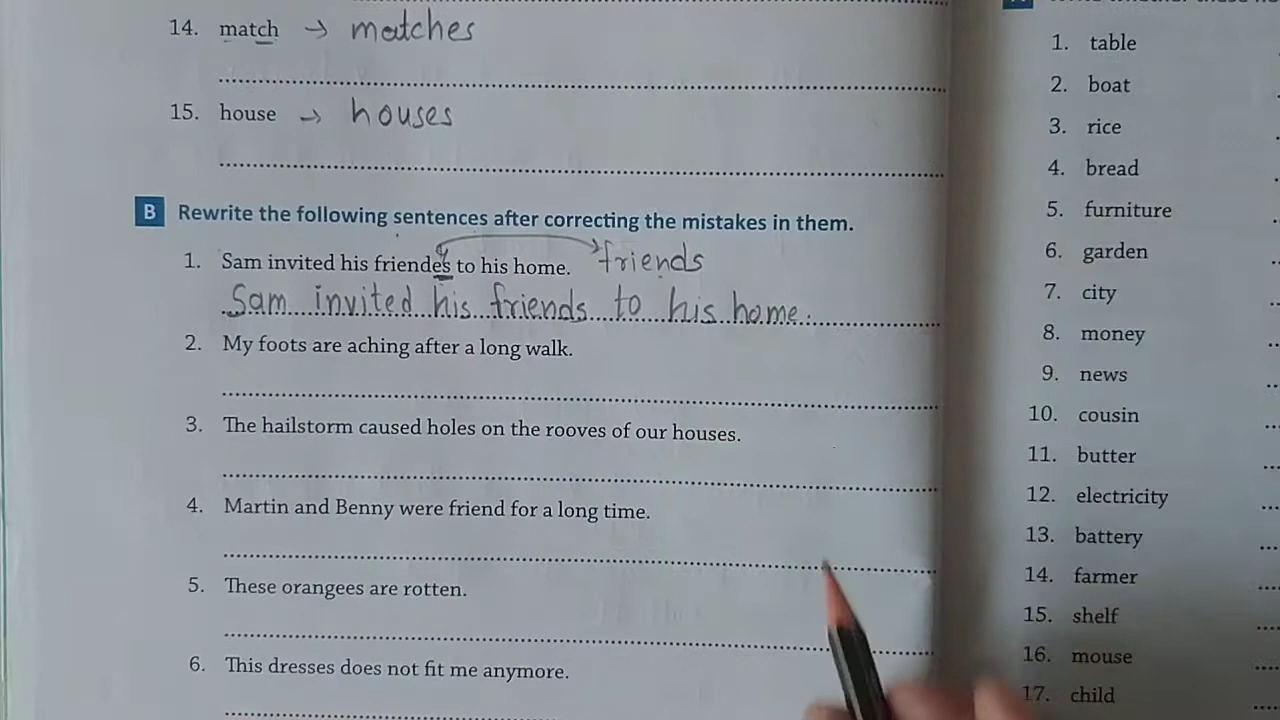 14. match → matches
15. house → houses
B Rewrite the following sentences after correcting the mistakes in them.
1. Sam invited his friendes to his home. friends
Sam invited his friends to his home.
2. My foots are aching after a long walk.
3. The hailstorm caused holes on the rooves of our houses.
4. Martin and Benny were friend for a long time.
5. These orangees are rotten.
6. This dresses does not fit me anymore.
1. table
2. boat
3. rice
4. bread
5. furniture
6. garden
7. city
8. money
9. news
10. cousin
11. butter
12. electricity
13. battery
14. farmer
15. shelf
16. mouse
17. child